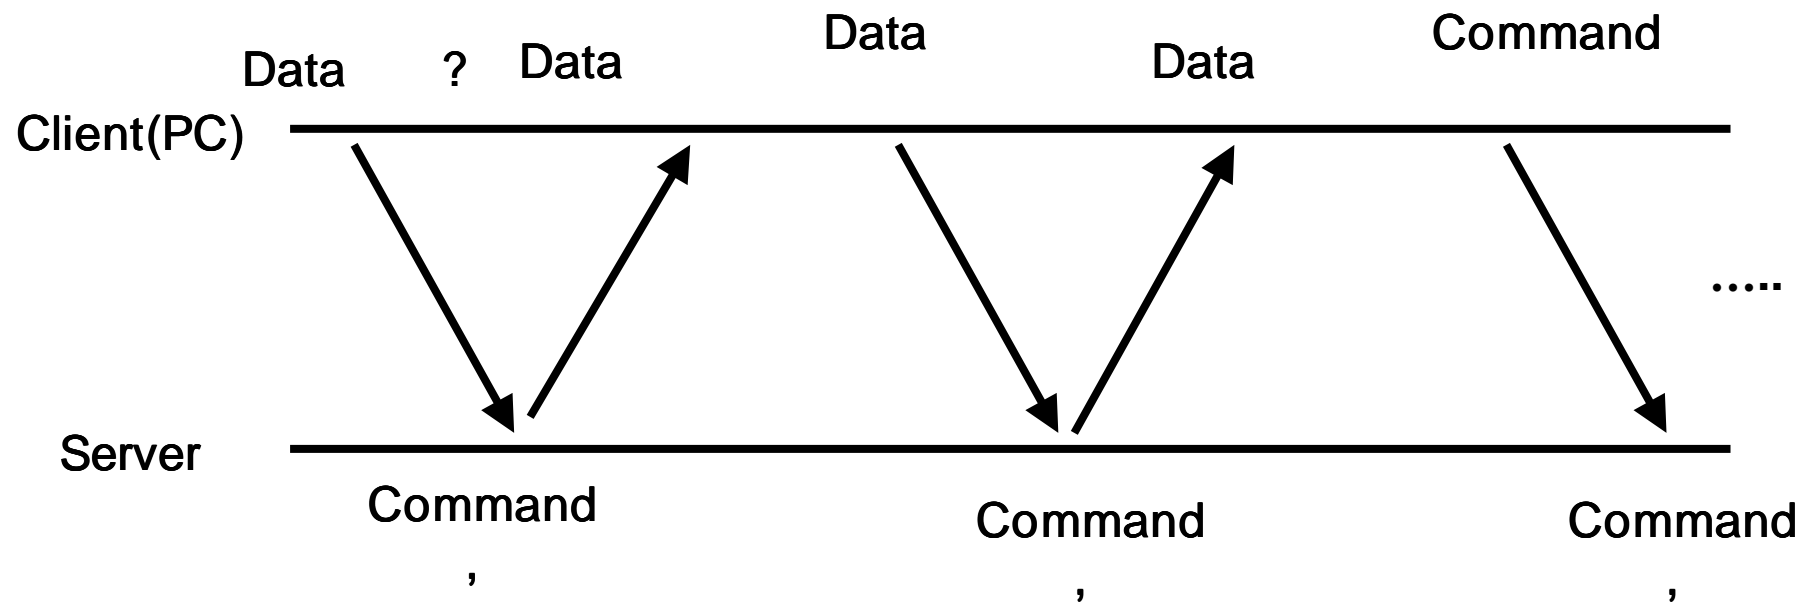 Data ? Data Data Data Command
Client(PC)
.....
Server
Command Command Command
, , ,